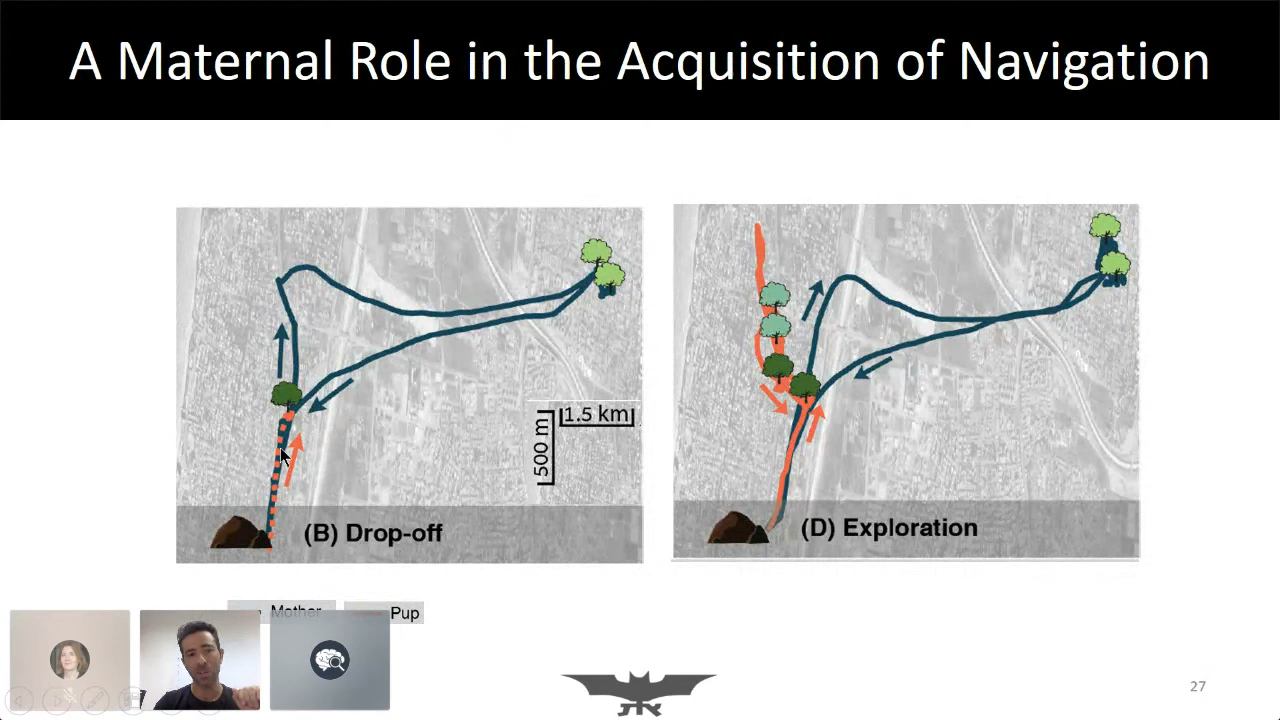 A Maternal Role in the Acquisition of Navigation
1.5 km
500 m
(B) Drop-off
(D) Exploration
Mother
Pup
27